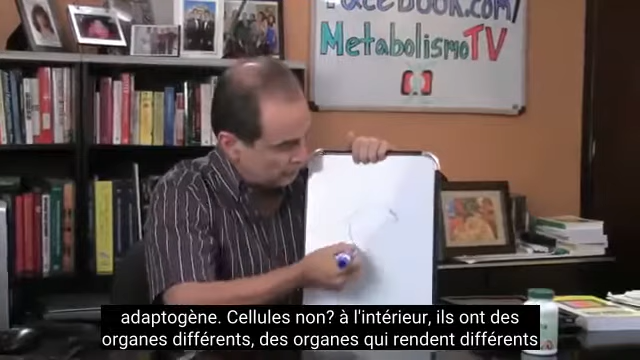 facebook.com/
MetabolismoTV
adaptogène. Cellules non? à l'intérieur, ils ont des
organes différents, des organes qui rendent différents